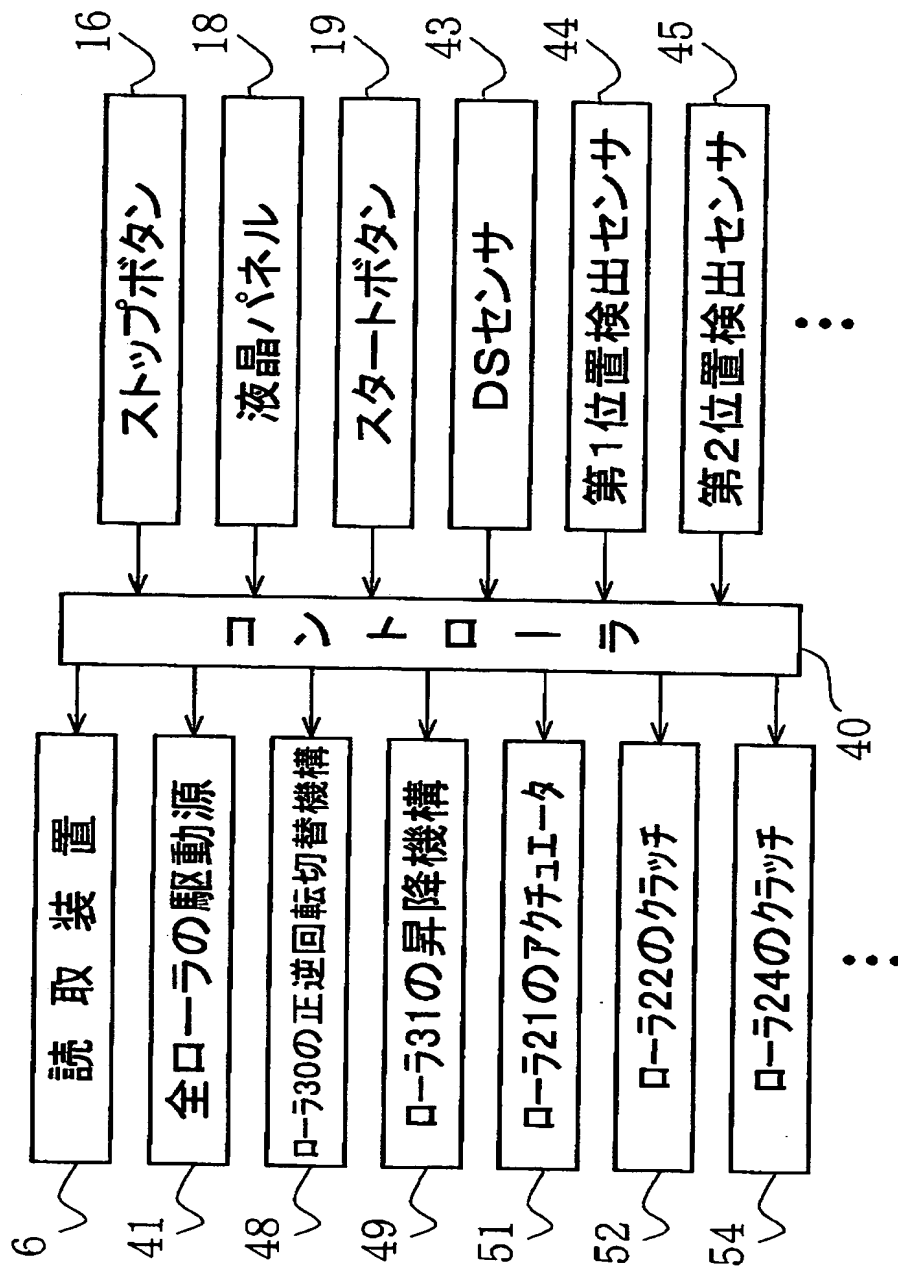 16
ストップボタン
18
液晶パネル
19
スタートボタン
43
DSセンサ
44
第1位置検出センサ
45
第2位置検出センサ
コントローラ
40
読取装置
6
全ローラの駆動源
41
ローラ30の正逆回転切替機構
48
ローラ31の昇降機構
49
ローラ21のアクチュエータ
51
ローラ22のクラッチ
52
ローラ24のクラッチ
54